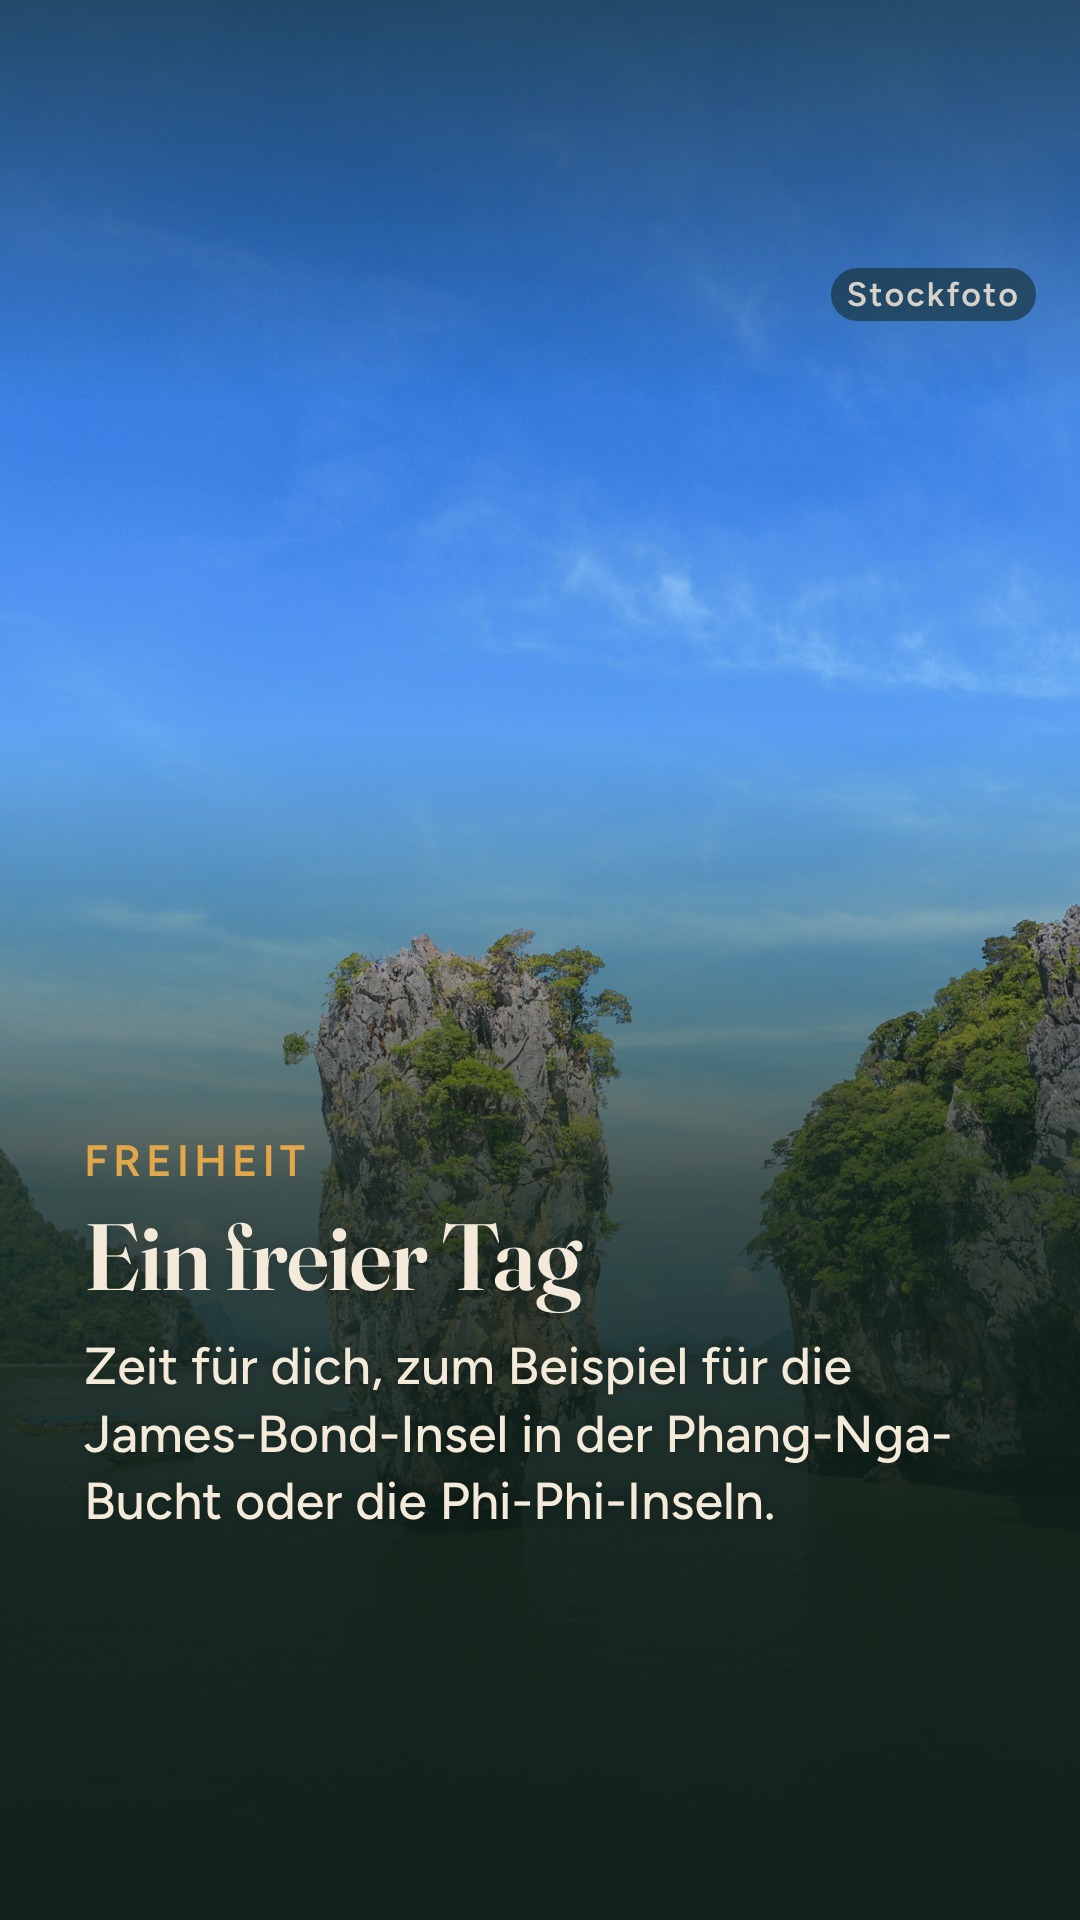 Stockfoto
FREIHEIT
Ein freier Tag
Zeit für dich, zum Beispiel für die
James-Bond-Insel in der Phang-Nga-
Bucht oder die Phi-Phi-Inseln.